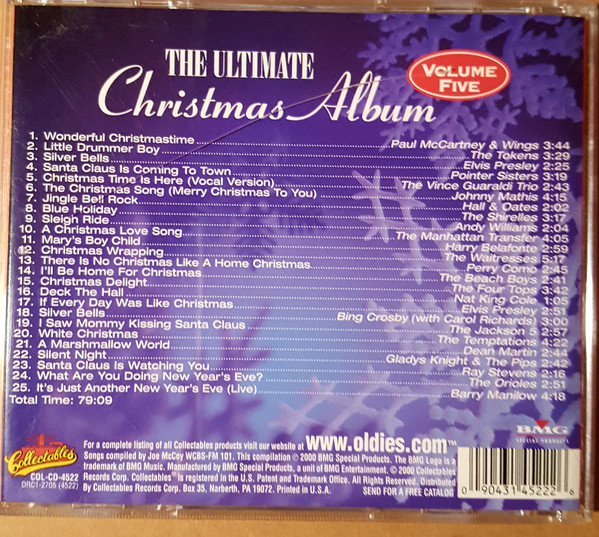 THE ULTIMATE
Christmas Album
VOLUME
FIVE
1. Wonderful Christmastime Paul McCartney & Wings 3:44
2. Little Drummer Boy The Tokens 3:29
3. Silver Bells Elvis Presley 2:25
4. Santa Claus Is Coming To Town Pointer Sisters 3:19
5. Christmas Time Is Here (Vocal Version) The Vince Guaraldi Trio 2:43
6. The Christmas Song (Merry Christmas To You) Johnny Mathis 4:15
7. Jingle Bell Rock Hall & Oates 2:02
8. Blue Holiday The Shirelles 3:17
9. Sleigh Ride Andy Williams 2:04
10. A Christmas Love Song The Manhattan Transfer 4:05
11. Mary's Boy Child Harry Belafonte 2:59
12. Christmas Wrapping The Waitresses 5:17
13. There Is No Christmas Like A Home Christmas Perry Como 2:45
14. I'll Be Home For Christmas The Beach Boys 2:41
15. Christmas Delight The Four Tops 3:42
16. Deck The Hall Nat King Cole 1:05
17. If Every Day Was Like Christmas Elvis Presley 2:51
18. Silver Bells Bing Crosby (with Carol Richards) 3:00
19. I Saw Mommy Kissing Santa Claus The Jackson 5 2:57
20. White Christmas The Temptations 4:22
21. A Marshmallow World Dean Martin 2:44
22. Silent Night Gladys Knight & The Pips 2:42
23. Santa Claus Is Watching You Ray Stevens 3:16
24. What Are You Doing New Year's Eve? The Orioles 2:51
25. It's Just Another New Year's Eve (Live) Barry Manilow 4:18
Total Time: 79:09
BMG
SPECIAL PRODUCTS
Collectables
COL-CD-4522
DRC1-2705 (4522)
For a complete listing of all Collectables products visit our website at www.oldies.com™
Songs compiled by Joe McCoy WCBS-FM 101. This compilation © 2000 BMG Special Products. The BMG Logo is a
trademark of BMG Music. Manufactured by BMG Special Products, a unit of BMG Entertainment. © 2000 Collectables
Records Corp. Collectables® is registered in the U.S. Patent and Trademark Office. All Rights Reserved. Distributed
By Collectables Records Corp. Box 35, Narberth, PA 19072. Printed in U.S.A. SEND FOR A FREE CATALOG
0 90431 45222 6